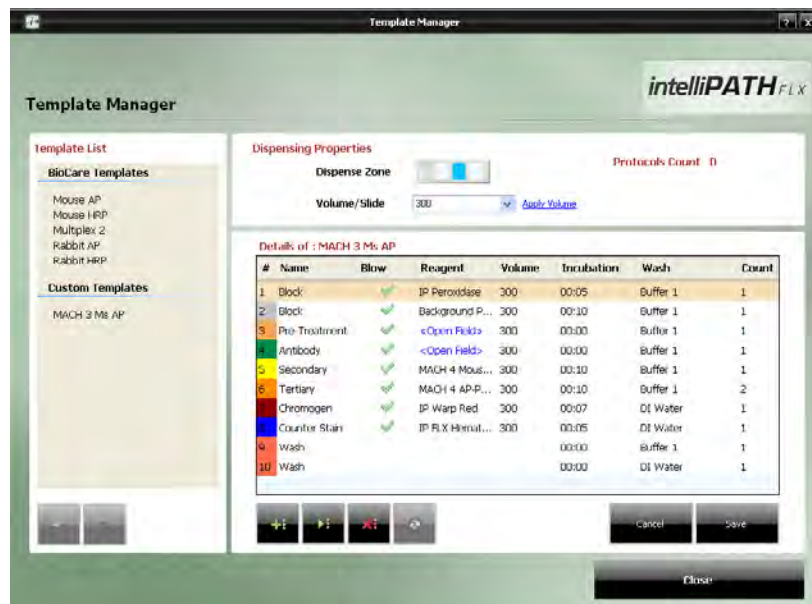 Template Manager
? X
intelliPATH FLX
Template Manager
Template List
BioCare Templates
Mouse AP
Mouse HRP
Multiplex 2
Rabbit AP
Rabbit HRP
Custom Templates
MACH 3 Ms AP
Dispensing Properties
Dispense Zone
Protocols Count 0
Volume/Slide 300 Apply Volume
Details of : MACH 3 Ms AP
# Name Blow Reagent Volume Incubation Wash Count
1 Block IP Peroxidase 300 00:05 Buffer 1 1
2 Block Background P... 300 00:10 Buffer 1 1
3 Pre-Treatment <Open Field> 300 00:00 Buffer 1 1
4 Antibody <Open Field> 300 00:00 Buffer 1 1
5 Secondary MACH 4 Mous... 300 00:10 Buffer 1 1
6 Tertiary MACH 4 AP-P... 300 00:10 Buffer 1 2
7 Chromogen IP Warp Red 300 00:07 DI Water 1
8 Counter Stain IP FLX Hemat... 300 00:05 DI Water 1
9 Wash 00:00 Buffer 1 1
10 Wash 00:00 DI Water 1
Cancel Save
Close